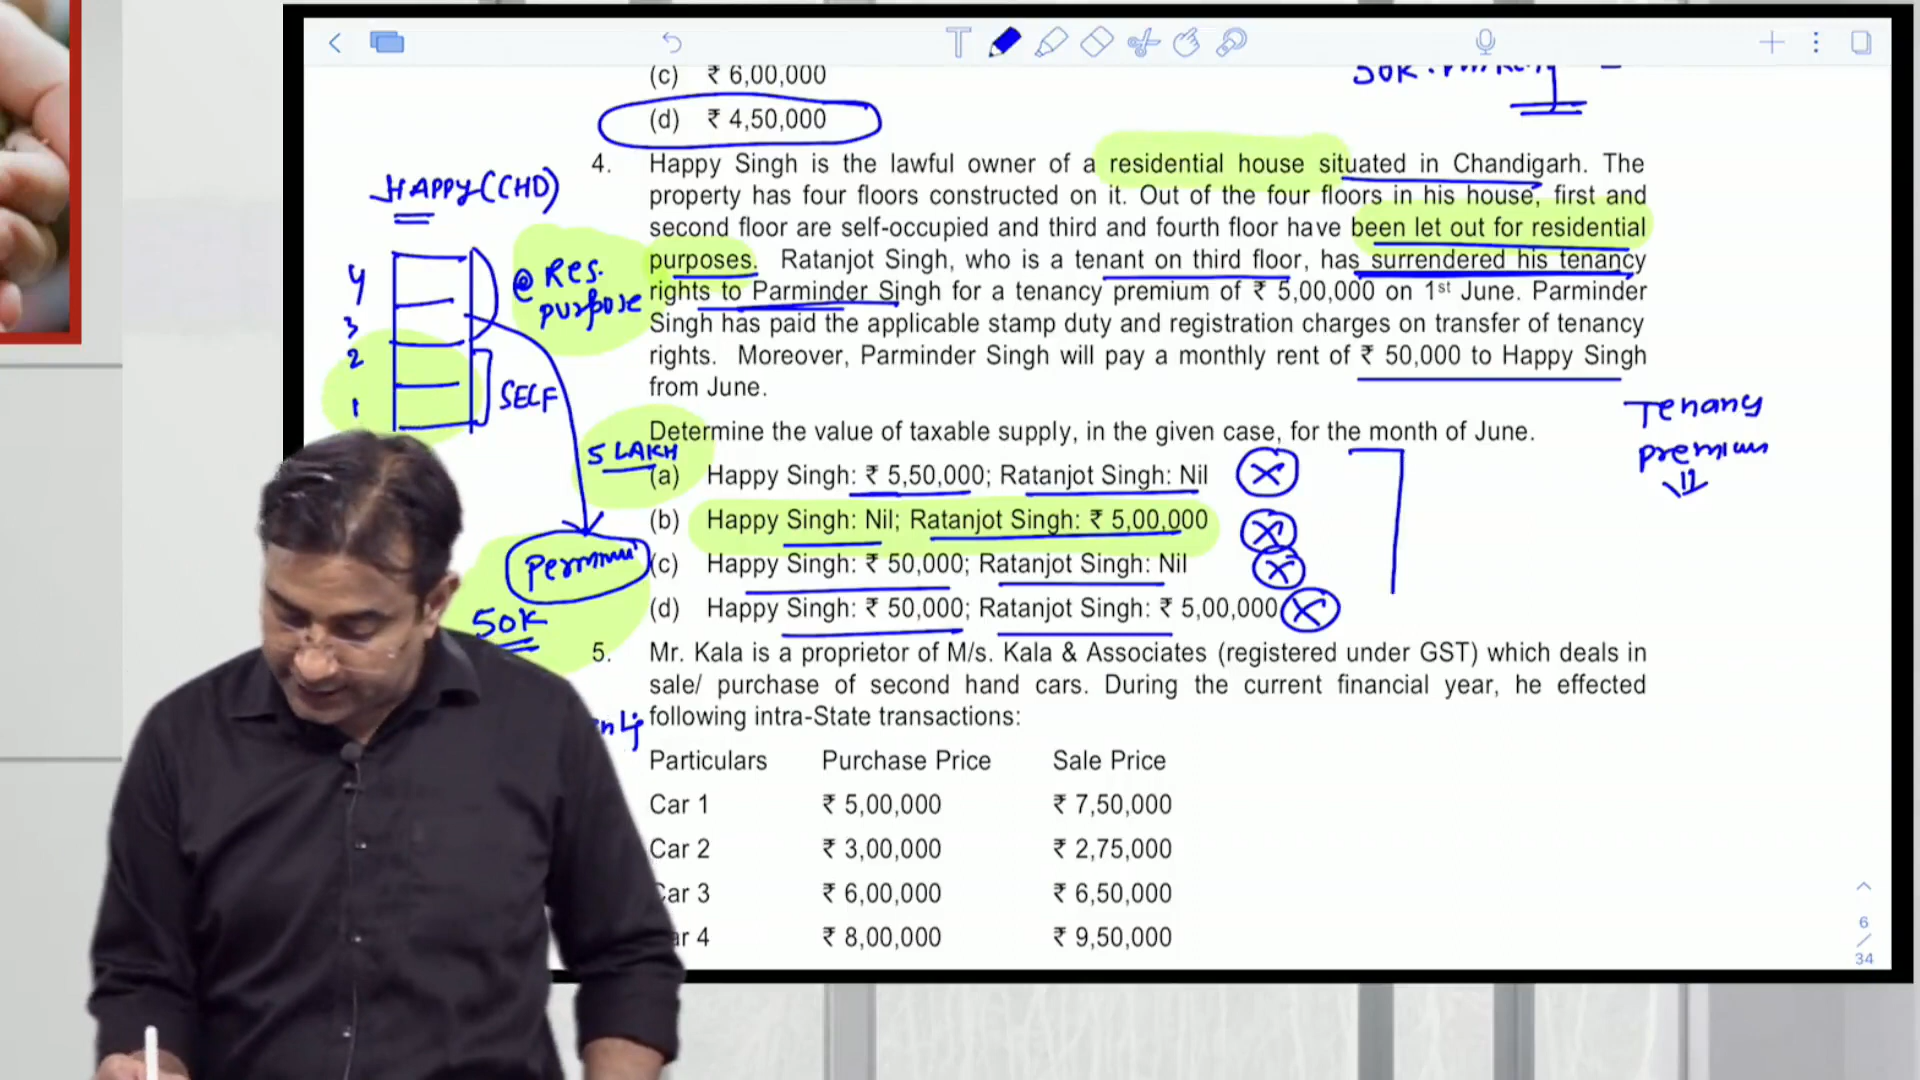 (c) ₹ 6,00,000
(d) ₹ 4,50,000
4. Happy Singh is the lawful owner of a residential house situated in Chandigarh. The
property has four floors constructed on it. Out of the four floors in his house, first and
second floor are self-occupied and third and fourth floor have been let out for residential
purposes. Ratanjot Singh, who is a tenant on third floor, has surrendered his tenancy
rights to Parminder Singh for a tenancy premium of ₹ 5,00,000 on 1st June. Parminder
Singh has paid the applicable stamp duty and registration charges on transfer of tenancy
rights. Moreover, Parminder Singh will pay a monthly rent of ₹ 50,000 to Happy Singh
from June.
Determine the value of taxable supply, in the given case, for the month of June.
(a) Happy Singh: ₹ 5,50,000; Ratanjot Singh: Nil
(b) Happy Singh: Nil; Ratanjot Singh: ₹ 5,00,000
(c) Happy Singh: ₹ 50,000; Ratanjot Singh: Nil
(d) Happy Singh: ₹ 50,000; Ratanjot Singh: ₹ 5,00,000
5. Mr. Kala is a proprietor of M/s. Kala & Associates (registered under GST) which deals in
sale/ purchase of second hand cars. During the current financial year, he effected
following intra-State transactions:
Particulars Purchase Price Sale Price
Car 1 ₹ 5,00,000 ₹ 7,50,000
Car 2 ₹ 3,00,000 ₹ 2,75,000
Car 3 ₹ 6,00,000 ₹ 6,50,000
ar 4 ₹ 8,00,000 ₹ 9,50,000
HAPPY (CHD)
4
3
2
1
@ Res.
purpose
SELF
5 LAKH
50K
Tenancy
premium
6
/
34
T